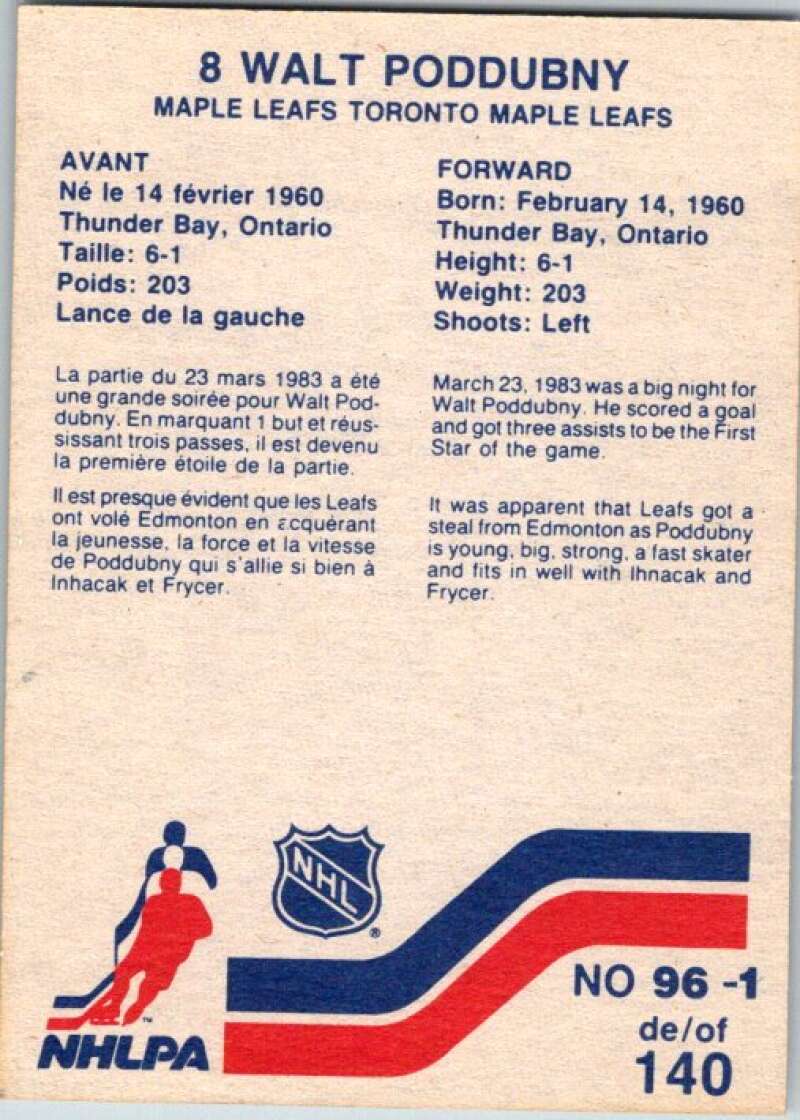 8 WALT PODDUBNY
MAPLE LEAFS TORONTO MAPLE LEAFS
AVANT
Né le 14 février 1960
Thunder Bay, Ontario
Taille: 6-1
Poids: 203
Lance de la gauche
La partie du 23 mars 1983 a été
une grande soirée pour Walt Pod-
dubny. En marquant 1 but et réus-
sissant trois passes, il est devenu
la première étoile de la partie.
Il est presque évident que les Leafs
ont volé Edmonton en acquérant
la jeunesse, la force et la vitesse
de Poddubny qui s'allie si bien à
Inhacak et Frycer.
FORWARD
Born: February 14, 1960
Thunder Bay, Ontario
Height: 6-1
Weight: 203
Shoots: Left
March 23, 1983 was a big night for
Walt Poddubny. He scored a goal
and got three assists to be the First
Star of the game.
It was apparent that Leafs got a
steal from Edmonton as Poddubny
is young, big, strong, a fast skater
and fits in well with Ihnacak and
Frycer.
NHL
®
™
NHLPA
NO 96 -1
de/of
140